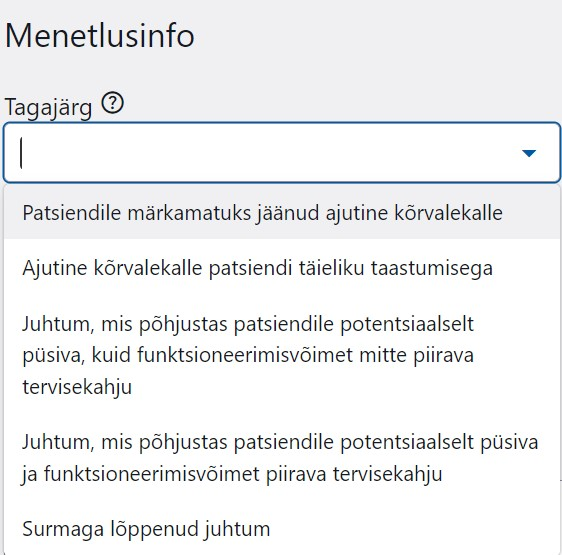 Menetlusinfo
Tagajärg ?
Patsiendile märkamatuks jäänud ajutine kõrvalekalle
Ajutine kõrvalekalle patsiendi täieliku taastumisega
Juhtum, mis põhjustas patsiendile potentsiaalselt
püsiva, kuid funktsioneerimisvõimet mitte piirava
tervisekahju
Juhtum, mis põhjustas patsiendile potentsiaalselt püsiva
ja funktsioneerimisvõimet piirava tervisekahju
Surmaga lõppenud juhtum